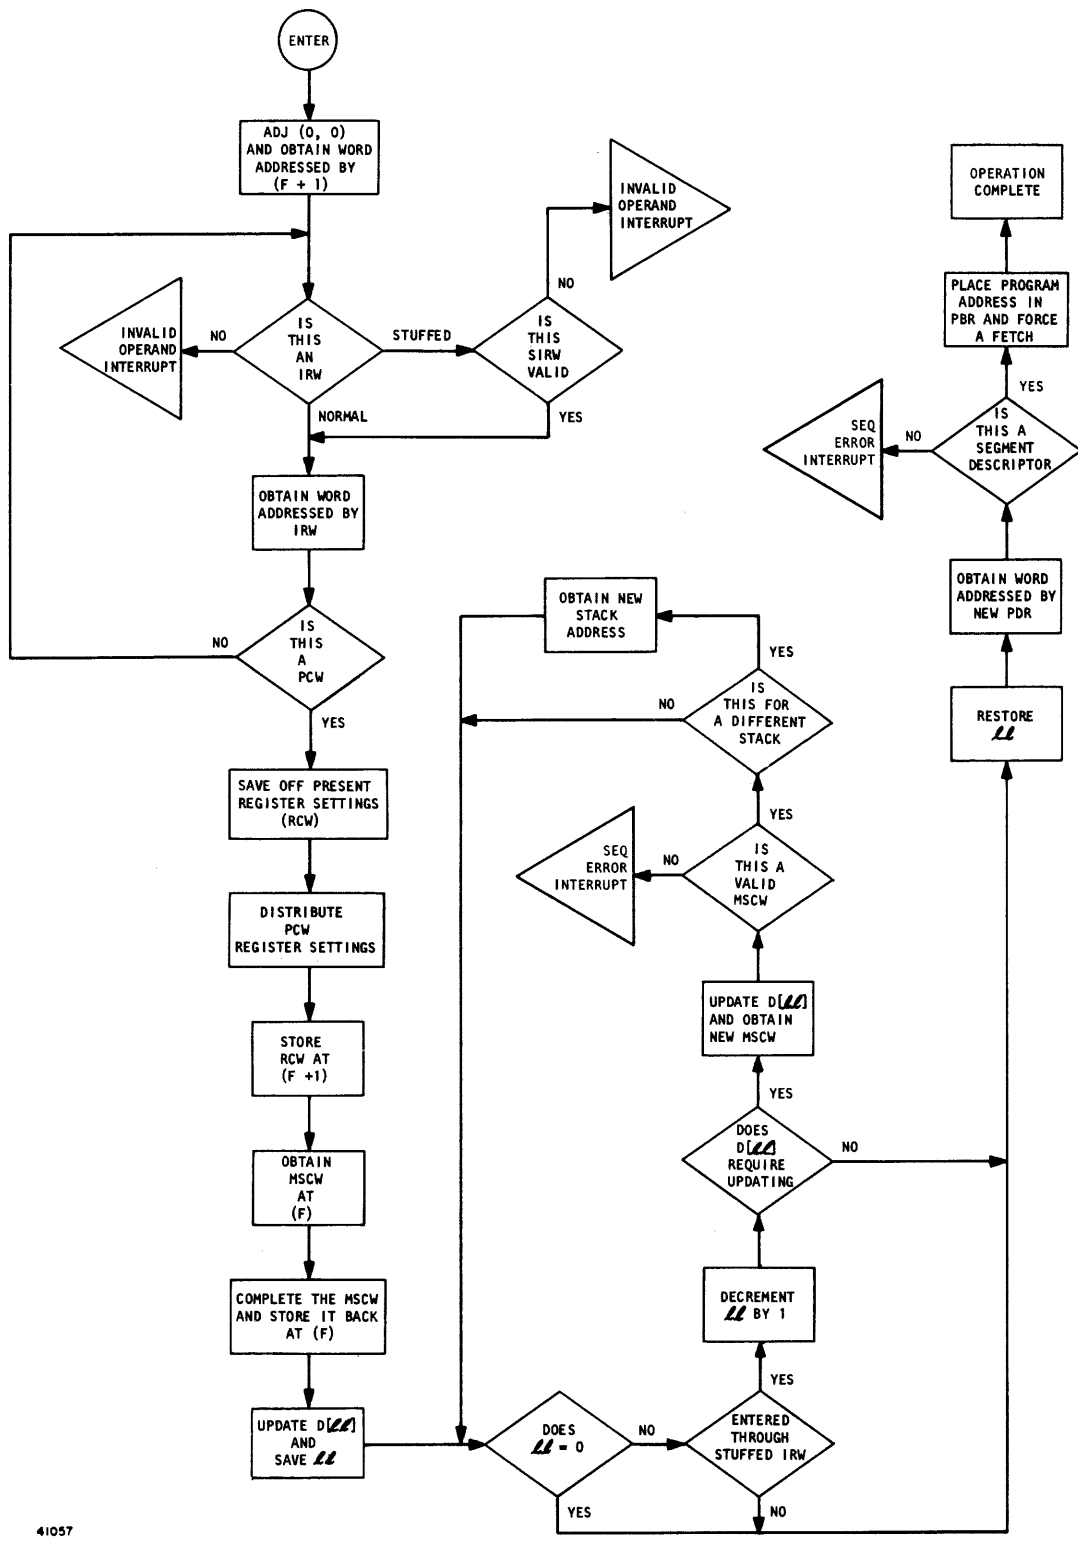 ENTER
ADJ (0, 0)
AND OBTAIN WORD
ADDRESSED BY
(F + 1)
INVALID
OPERAND
INTERRUPT
NO
IS
THIS
AN
IRW
STUFFED
IS
THIS
SIRW
VALID
NO
INVALID
OPERAND
INTERRUPT
NORMAL
YES
OBTAIN WORD
ADDRESSED BY
IRW
NO
IS
THIS
A
PCW
YES
SAVE OFF PRESENT
REGISTER SETTINGS
(RCW)
DISTRIBUTE
PCW
REGISTER SETTINGS
STORE
RCW AT
(F +1)
OBTAIN
MSCW
AT
(F)
COMPLETE THE MSCW
AND STORE IT BACK
AT (F)
UPDATE D[ll]
AND
SAVE ll
DOES
ll = 0
NO
YES
ENTERED
THROUGH
STUFFED IRW
NO
YES
DECREMENT
ll BY 1
DOES
D[ll]
REQUIRE
UPDATING
NO
YES
UPDATE D[ll]
AND OBTAIN
NEW MSCW
IS
THIS A
VALID
MSCW
NO
SEQ
ERROR
INTERRUPT
YES
IS
THIS FOR
A DIFFERENT
STACK
NO
YES
OBTAIN NEW
STACK
ADDRESS
RESTORE
ll
OBTAIN WORD
ADDRESSED BY
NEW PDR
IS
THIS A
SEGMENT
DESCRIPTOR
NO
SEQ
ERROR
INTERRUPT
YES
PLACE PROGRAM
ADDRESS IN
PBR AND FORCE
A FETCH
OPERATION
COMPLETE
41057